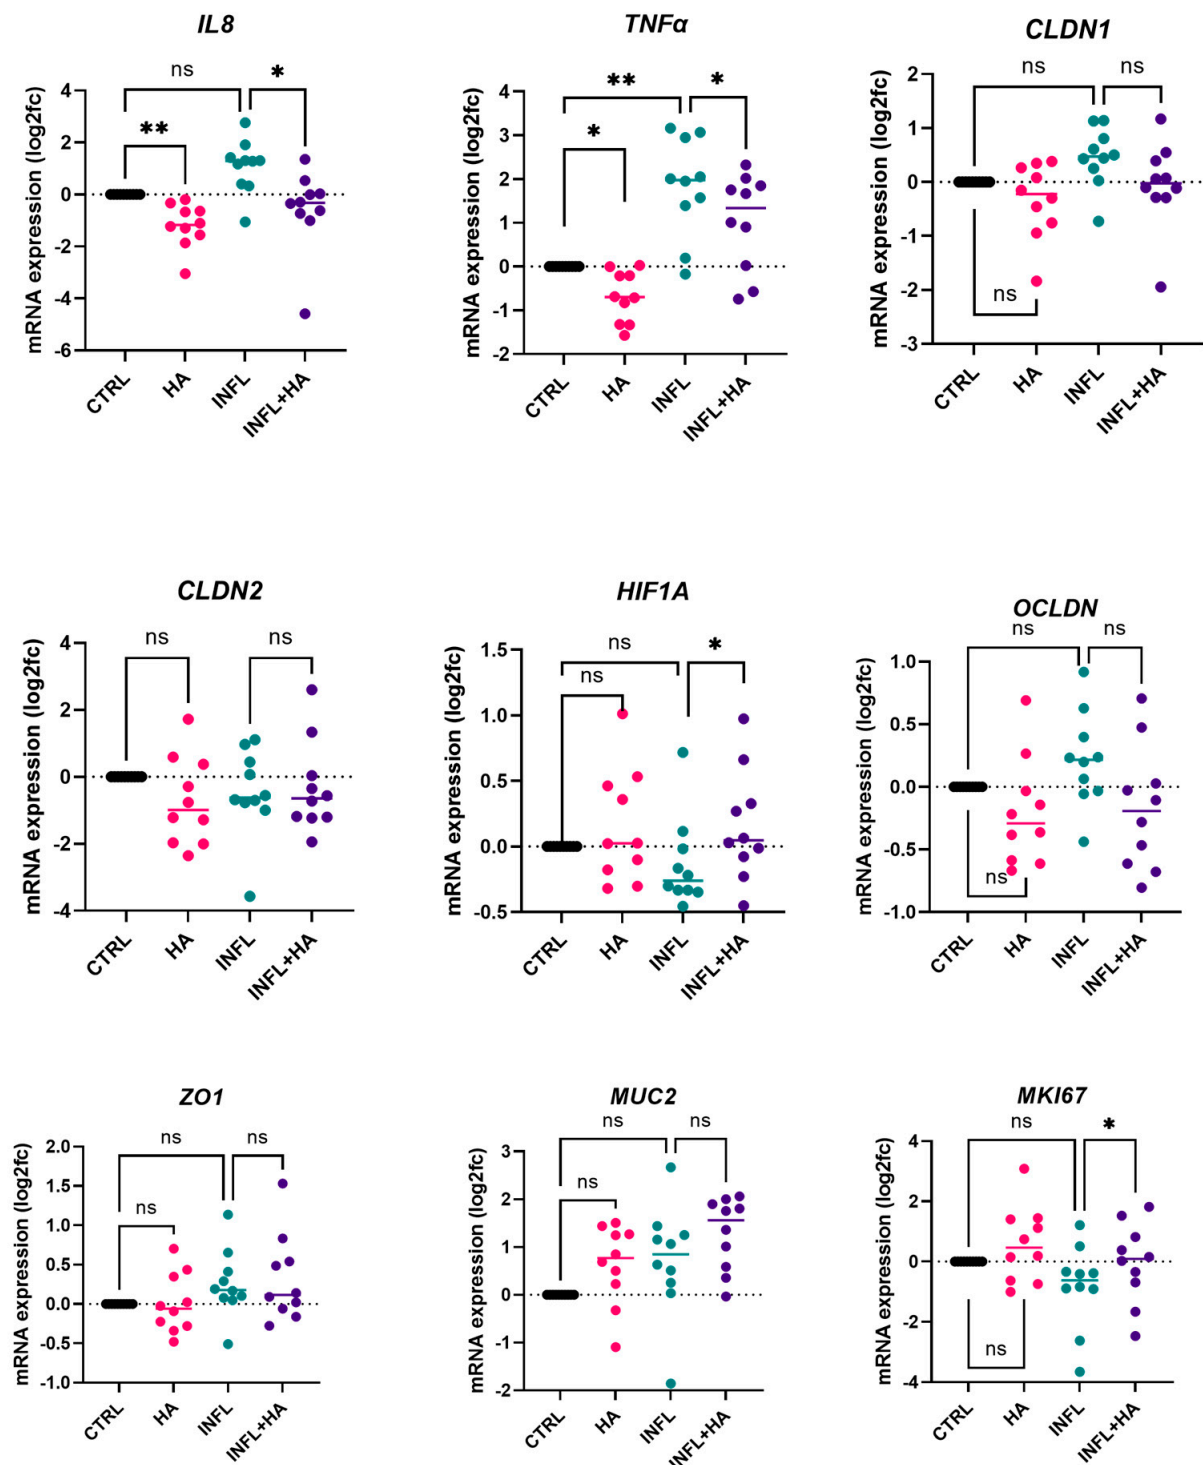 IL8
ns
*
**
mRNA expression (log2fc)
4
2
0
-2
-4
-6
CTRL
HA
INFL
INFL+HA
TNFα
**
*
*
mRNA expression (log2fc)
4
3
2
1
0
-1
-2
CTRL
HA
INFL
INFL+HA
CLDN1
ns
ns
ns
mRNA expression (log2fc)
2
1
0
-1
-2
-3
CTRL
HA
INFL
INFL+HA
CLDN2
ns
ns
mRNA expression (log2fc)
4
2
0
-2
-4
CTRL
HA
INFL
INFL+HA
HIF1A
ns
*
ns
mRNA expression (log2fc)
1.5
1.0
0.5
0.0
-0.5
CTRL
HA
INFL
INFL+HA
OCLDN
ns
ns
ns
mRNA expression (log2fc)
1.0
0.5
0.0
-0.5
-1.0
CTRL
HA
INFL
INFL+HA
ZO1
ns
ns
ns
mRNA expression (log2fc)
2.0
1.5
1.0
0.5
0.0
-0.5
-1.0
CTRL
HA
INFL
INFL+HA
MUC2
ns
ns
ns
mRNA expression (log2fc)
3
2
1
0
-1
-2
CTRL
HA
INFL
INFL+HA
MKI67
ns
*
ns
mRNA expression (log2fc)
4
2
0
-2
-4
CTRL
HA
INFL
INFL+HA